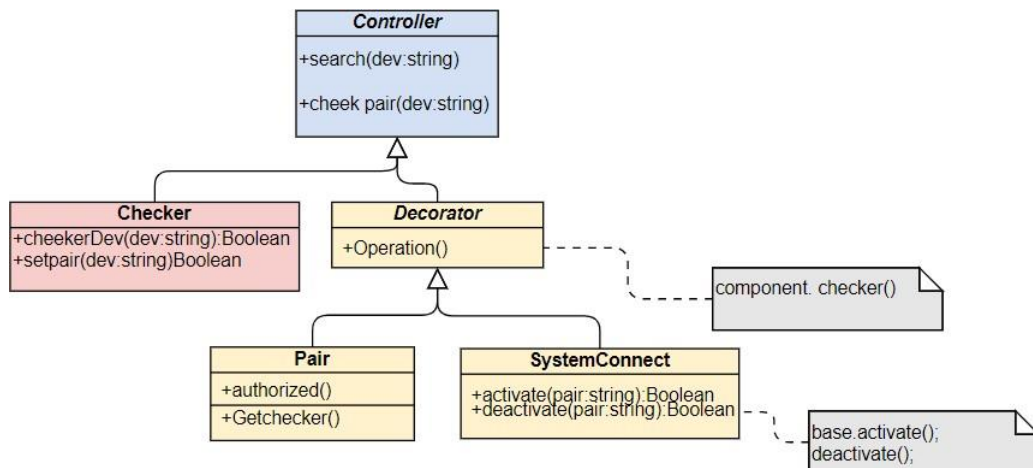 Controller
+search(dev:string)
+cheek pair(dev:string)
Checker
+cheekerDev(dev:string):Boolean
+setpair(dev:string)Boolean
Decorator
+Operation()
component. checker()
Pair
+authorized()
+Getchecker()
SystemConnect
+activate(pair:string):Boolean
+deactivate(pair:string):Boolean
base.activate();
deactivate();